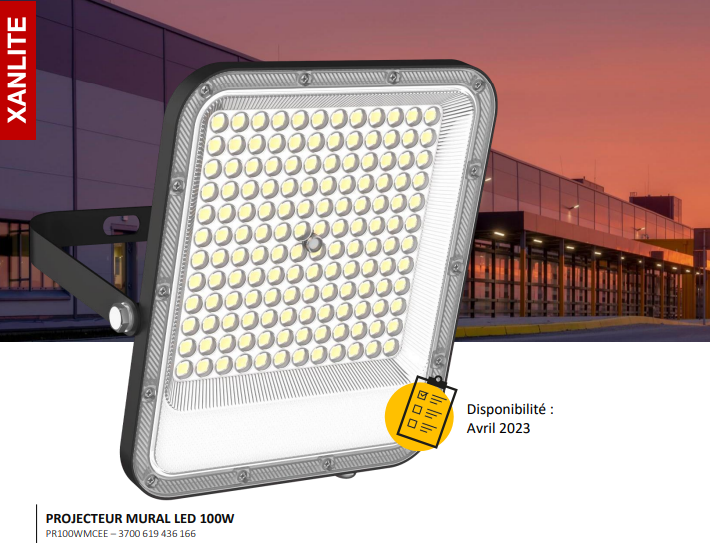 XANLITE
Disponibilité :
Avril 2023
PROJECTEUR MURAL LED 100W
PR100WMCEE – 3700 619 436 166